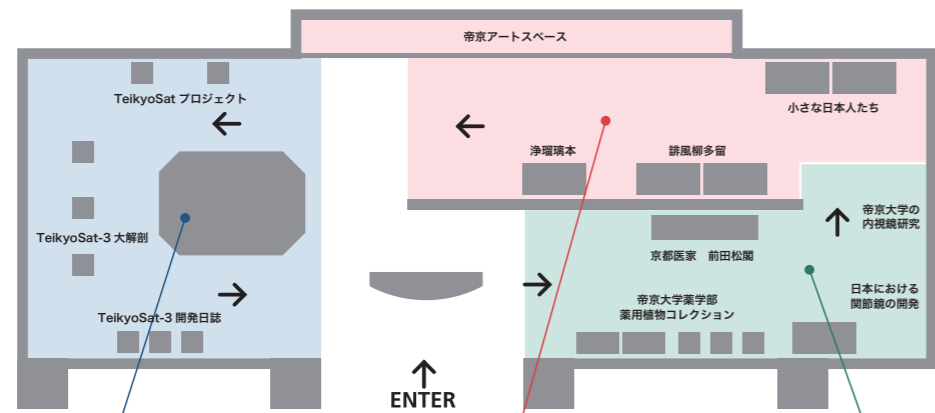 帝京アートスペース
TeikyoSat プロジェクト
小さな日本人たち
浄瑠璃本
誹風柳多留
帝京大学の
内視鏡研究
TeikyoSat-3 大解剖
京都医家 前田松閣
日本における
関節鏡の開発
帝京大学薬学部
薬用植物コレクション
TeikyoSat-3 開発日誌
ENTER